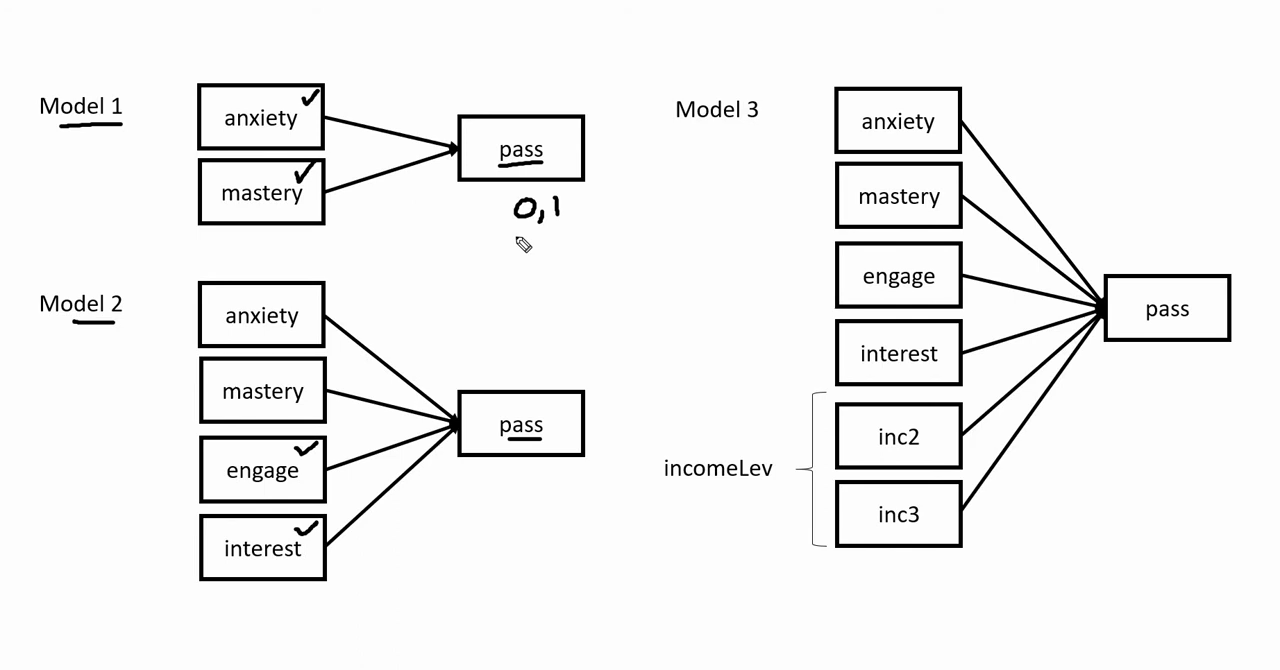 Model 1
anxiety
mastery
pass
0,1
Model 2
anxiety
mastery
engage
interest
pass
Model 3
anxiety
mastery
engage
interest
incomeLev
inc2
inc3
pass